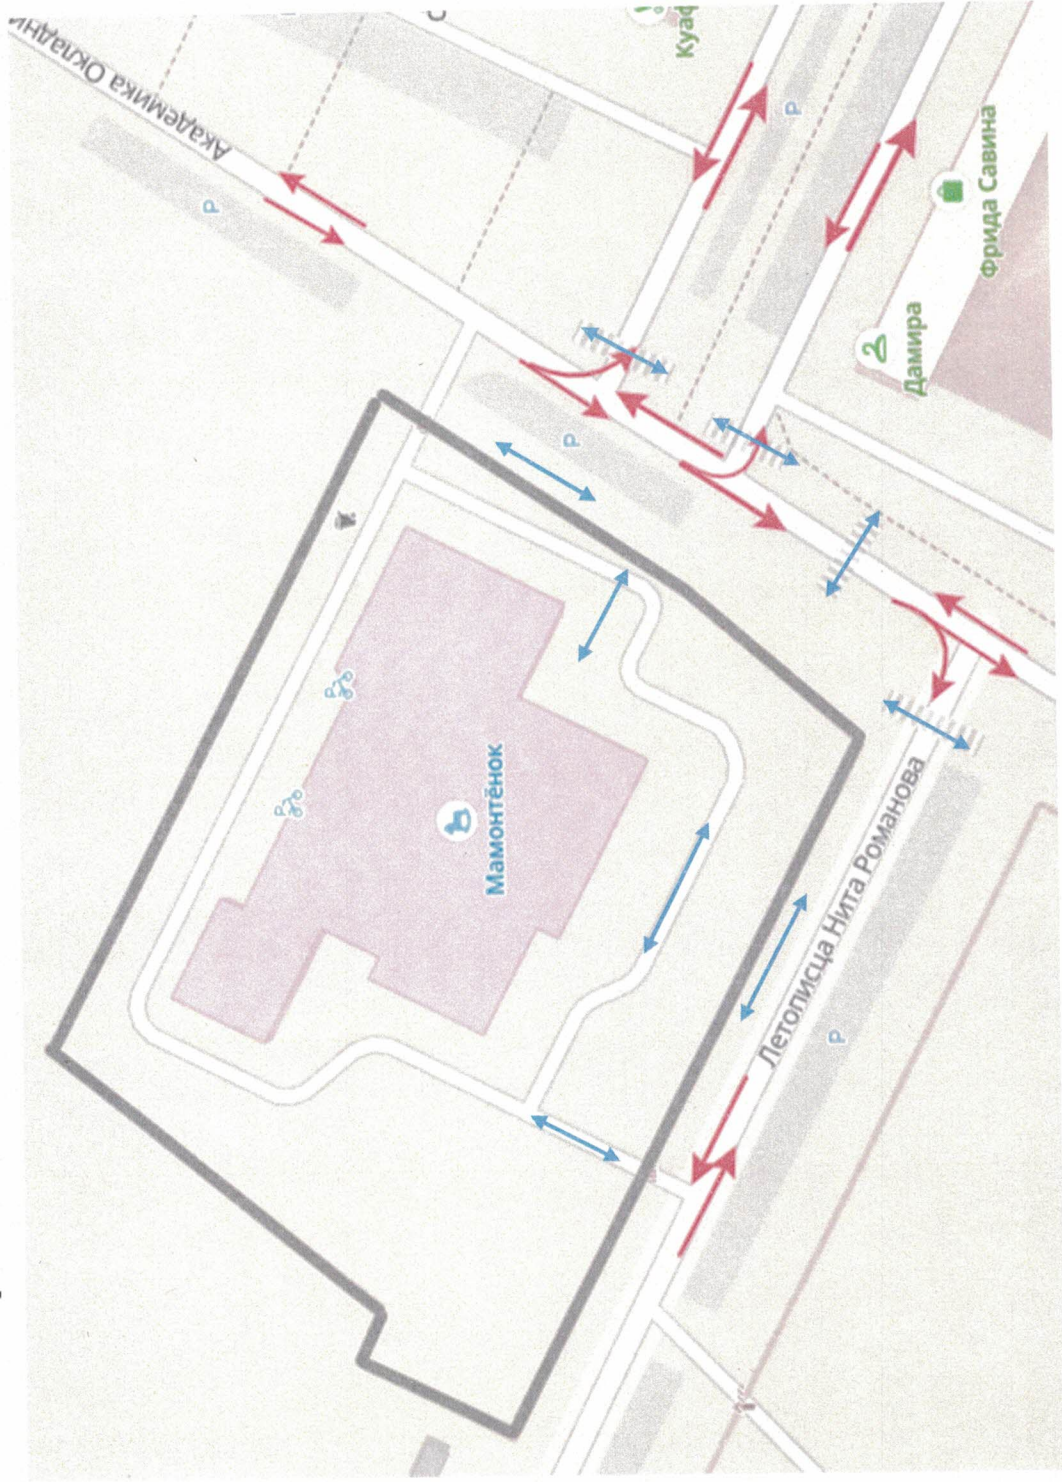 Академика Окладни
Куаф
Р
Р
Фрида Савина
Дамира
Р
Р
Р
Мамонтёнок
Летописца Нита Романова
Р